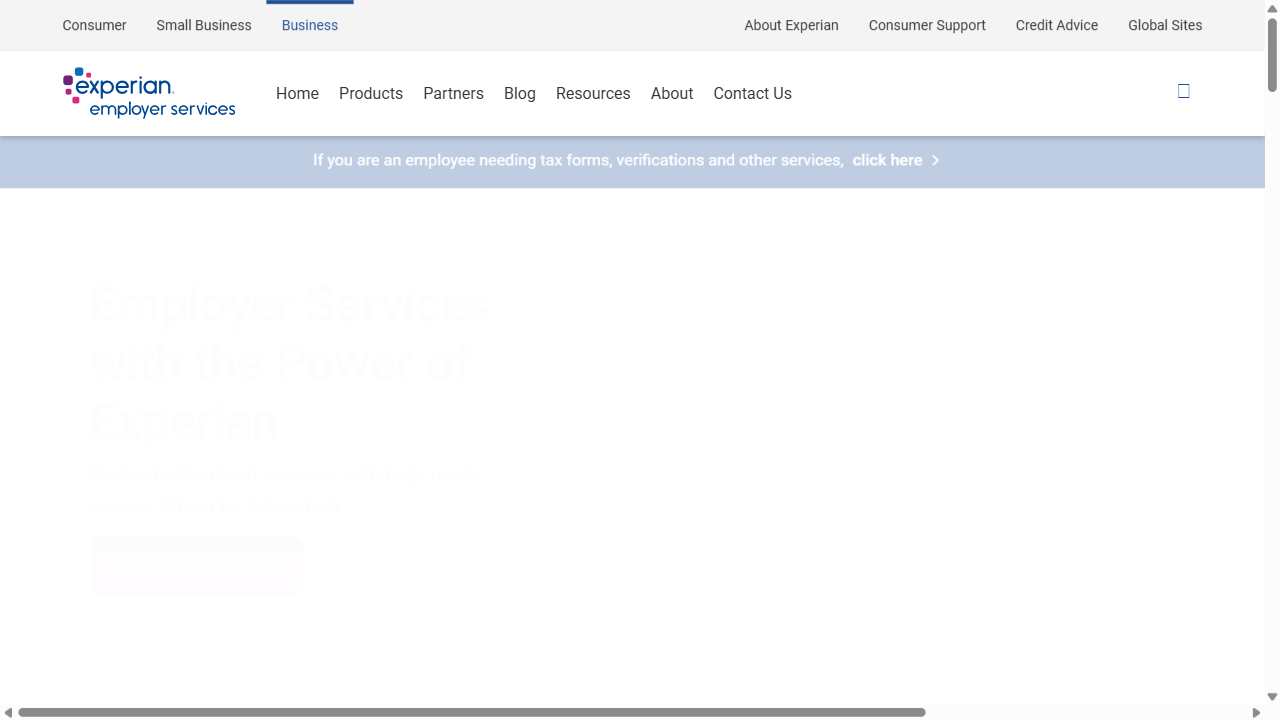 Consumer Small Business Business About Experian Consumer Support Credit Advice Global Sites
experian
employer services
Home Products Partners Blog Resources About Contact Us
If you are an employee needing tax forms, verifications and other services, click here
Employer Services
with the Power of
Experian